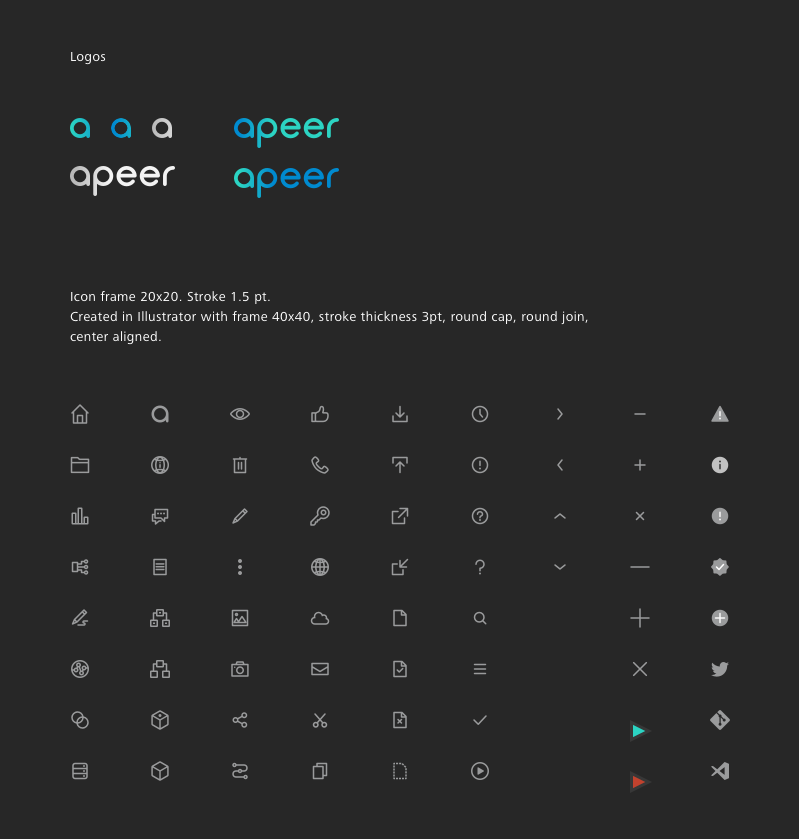 Logos
a a a apeer
apeer apeer
Icon frame 20x20. Stroke 1.5 pt.
Created in Illustrator with frame 40x40, stroke thickness 3pt, round cap, round join,
center aligned.